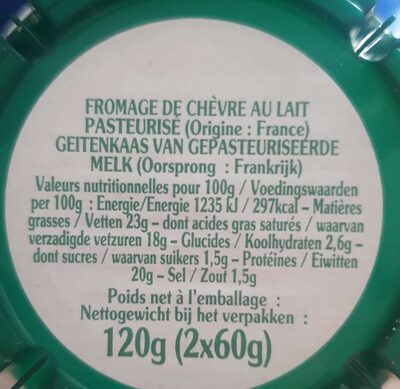 FROMAGE DE CHÈVRE AU LAIT
PASTEURISÉ (Origine : France)
GEITENKAAS VAN GEPASTEURISEERDE
MELK (Oorsprong : Frankrijk)
Valeurs nutritionnelles pour 100g / Voedingswaarden
per 100g : Energie/Energie 1235 kJ / 297kcal – Matières
grasses / Vetten 23g – dont acides gras saturés / waarvan
verzadigde vetzuren 18g – Glucides / Koolhydraten 2,6g –
dont sucres / waarvan suikers 1,5g – Protéines / Eiwitten
20g – Sel / Zout 1,5g
Poids net à l'emballage :
Nettogewicht bij het verpakken :
120g (2x60g)